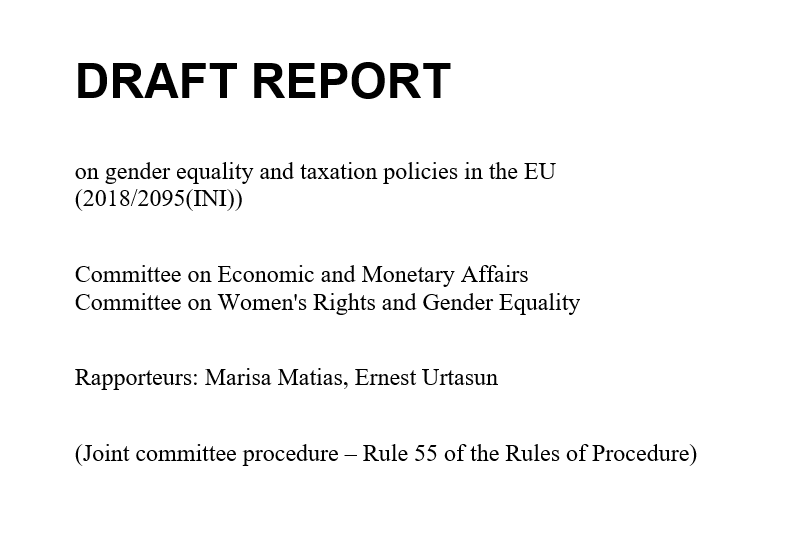 DRAFT REPORT
on gender equality and taxation policies in the EU
(2018/2095(INI))
Committee on Economic and Monetary Affairs
Committee on Women's Rights and Gender Equality
Rapporteurs: Marisa Matias, Ernest Urtasun
(Joint committee procedure – Rule 55 of the Rules of Procedure)